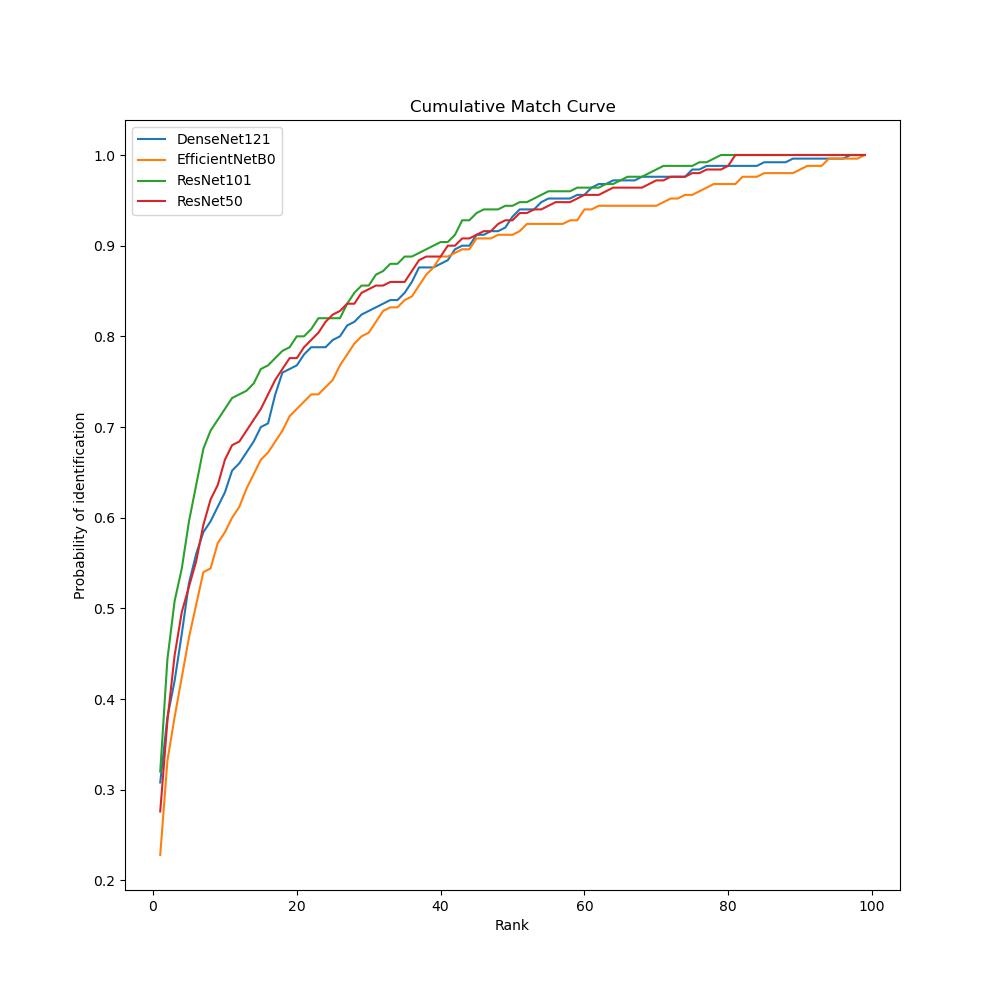 Cumulative Match Curve
DenseNet121
EfficientNetB0
ResNet101
ResNet50
1.0
0.9
0.8
0.7
0.6
0.5
0.4
0.3
0.2
Probability of identification
0 20 40 60 80 100
Rank